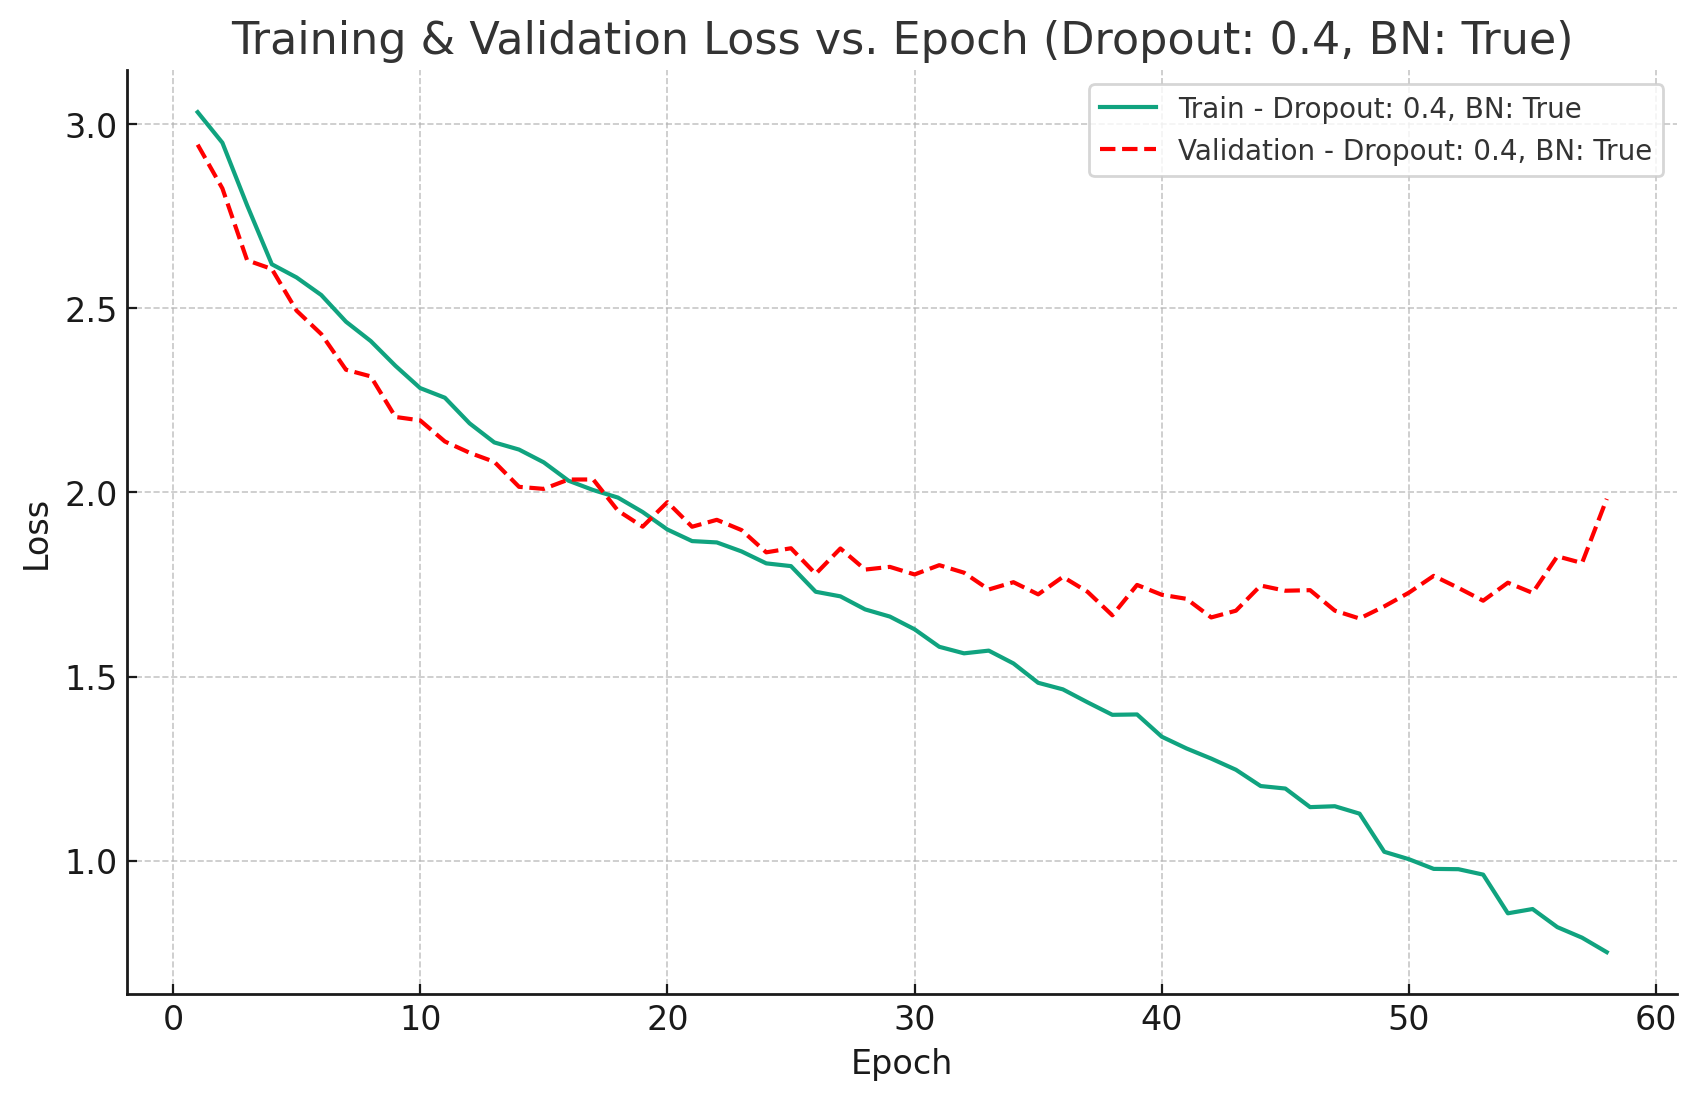 Training & Validation Loss vs. Epoch (Dropout: 0.4, BN: True)
Train - Dropout: 0.4, BN: True
Validation - Dropout: 0.4, BN: True
Loss
3.0
2.5
2.0
1.5
1.0
0 10 20 30 40 50 60
Epoch